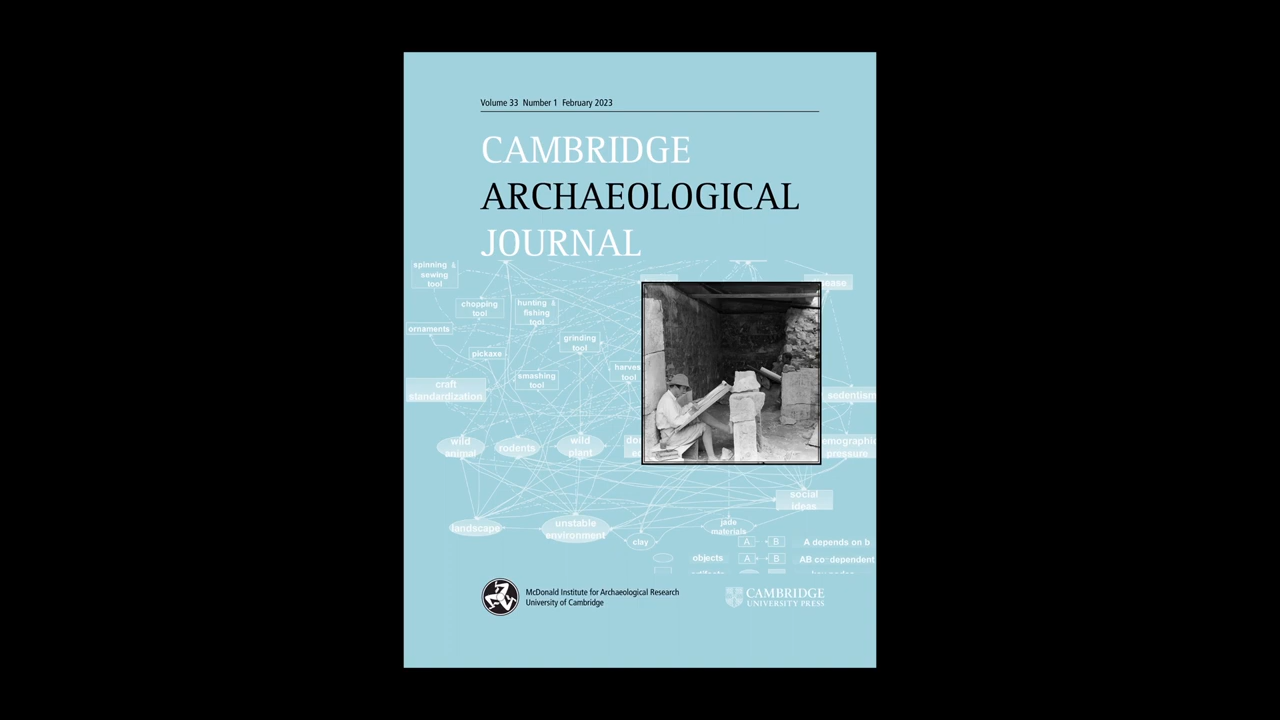 Volume 33 Number 1 February 2023
CAMBRIDGE
ARCHAEOLOGICAL
JOURNAL
spinning &
sewing
tool
chopping
tool
hunting &
fishing
tool
ornaments
grinding
tool
pickaxe
smashing
tool
tool
craft
standardization
sedentism
wild
animal
rodents
wild
plant
pressure
social
ideas
landscape
unstable
environment
clay
jade
materials
A B A depends on b
objects A B AB co-dependent
McDonald Institute for Archaeological Research
University of Cambridge
CAMBRIDGE
UNIVERSITY PRESS